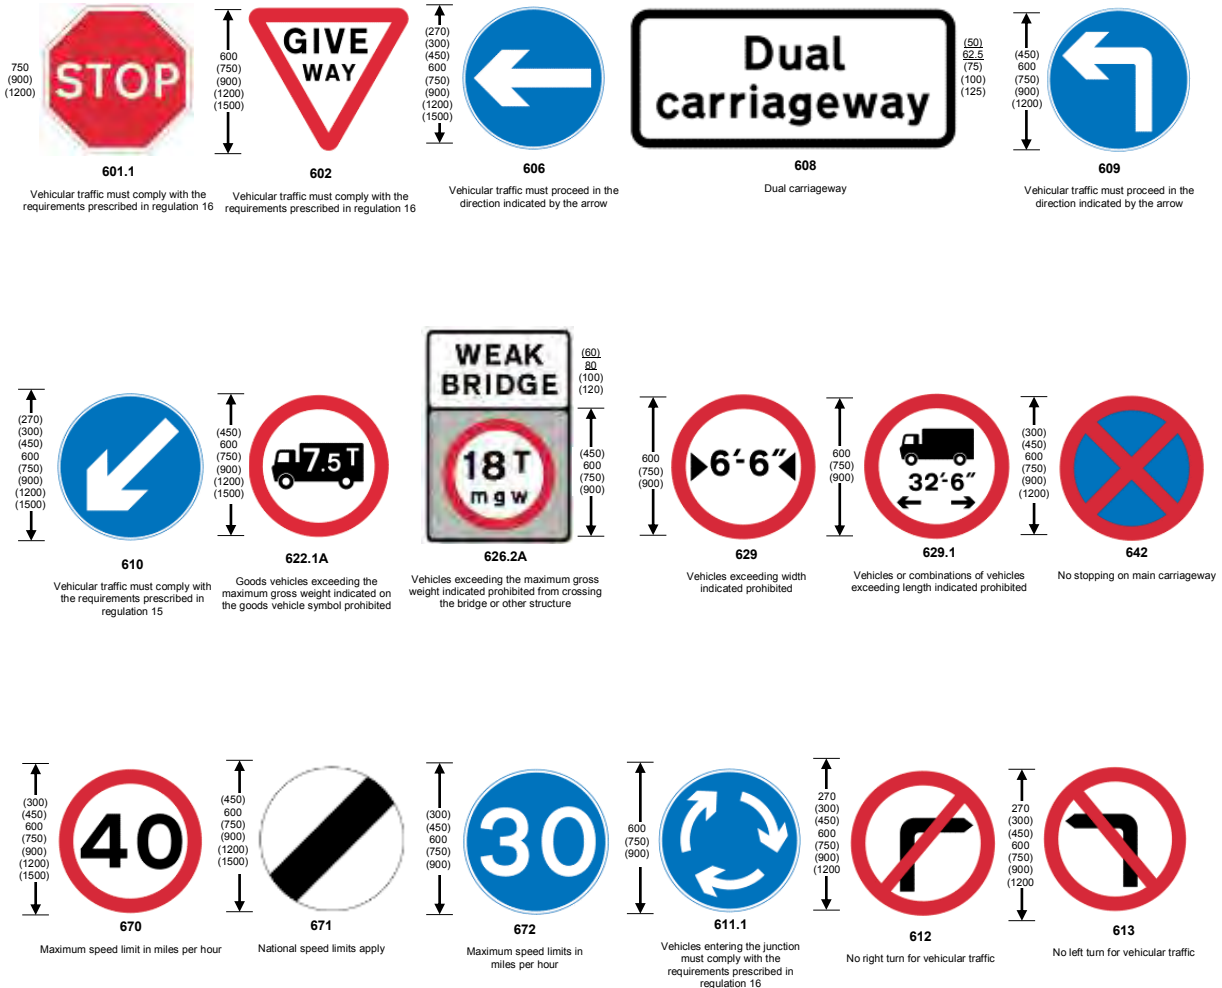 750
(900)
(1200)
STOP
601.1
Vehicular traffic must comply with the
requirements prescribed in regulation 16
600
(750)
(900)
(1200)
(1500)
GIVE
WAY
602
Vehicular traffic must comply with the
requirements prescribed in regulation 16
(270)
(300)
(450)
600
(750)
(900)
(1200)
(1500)
606
Vehicular traffic must proceed in the
direction indicated by the arrow
Dual
carriageway
(50)
62.5
(75)
(100)
(125)
608
Dual carriageway
(450)
600
(750)
(900)
(1200)
609
Vehicular traffic must proceed in the
direction indicated by the arrow
(270)
(300)
(450)
600
(750)
(900)
(1200)
(1500)
610
Vehicular traffic must comply with
the requirements prescribed in
regulation 15
(450)
600
(750)
(900)
(1200)
(1500)
7.5T
622.1A
Goods vehicles exceeding the
maximum gross weight indicated on
the goods vehicle symbol prohibited
WEAK
BRIDGE
18 T
m g w
(60)
80
(100)
(120)
(450)
600
(750)
(900)
626.2A
Vehicles exceeding the maximum gross
weight indicated prohibited from crossing
the bridge or other structure
600
(750)
(900)
6'-6"
629
Vehicles exceeding width
indicated prohibited
600
(750)
(900)
32'-6"
629.1
Vehicles or combinations of vehicles
exceeding length indicated prohibited
(300)
(450)
600
(750)
(900)
(1200)
642
No stopping on main carriageway
(300)
(450)
600
(750)
(900)
(1200)
(1500)
40
670
Maximum speed limit in miles per hour
(450)
600
(750)
(900)
(1200)
(1500)
671
National speed limits apply
(300)
(450)
600
(750)
(900)
30
672
Maximum speed limits in
miles per hour
600
(750)
(900)
611.1
Vehicles entering the junction
must comply with the
requirements prescribed in
regulation 16
270
(300)
(450)
600
(750)
(900)
(1200
612
No right turn for vehicular traffic
270
(300)
(450)
600
(750)
(900)
(1200
613
No left turn for vehicular traffic